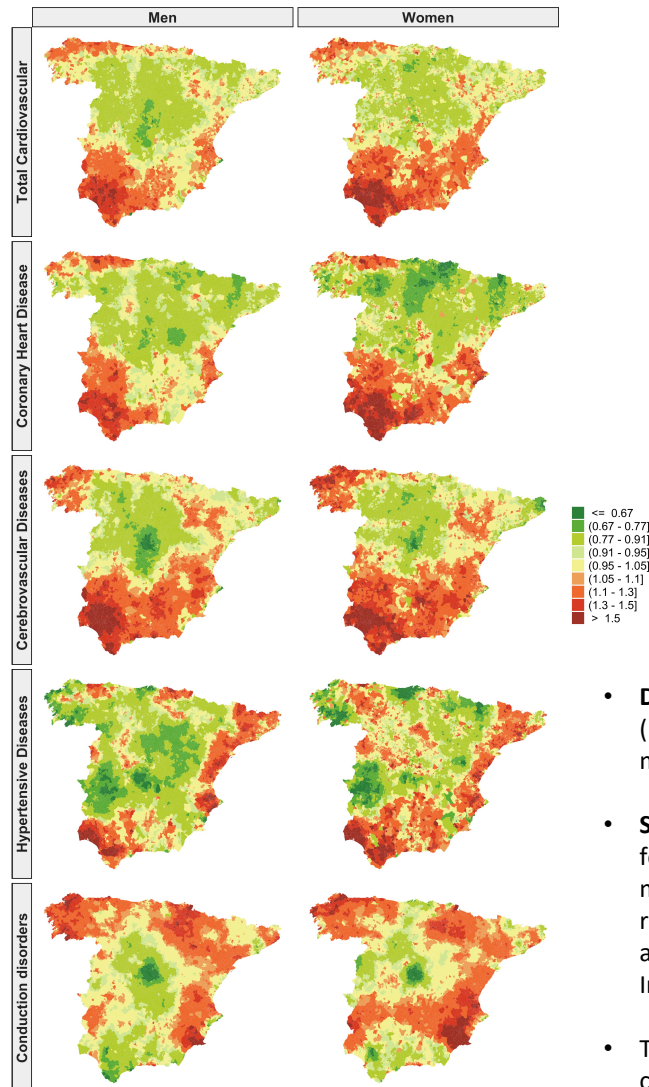 Men
Women
Total Cardiovascular
Coronary Heart Disease
Cerebrovascular Diseases
Hypertensive Diseases
Conduction disorders
<= 0.67
(0.67 - 0.77]
(0.77 - 0.91]
(0.91 - 0.95]
(0.95 - 1.05]
(1.05 - 1.1]
(1.1 - 1.3]
(1.3 - 1.5]
> 1.5
• D
(
• S
• T